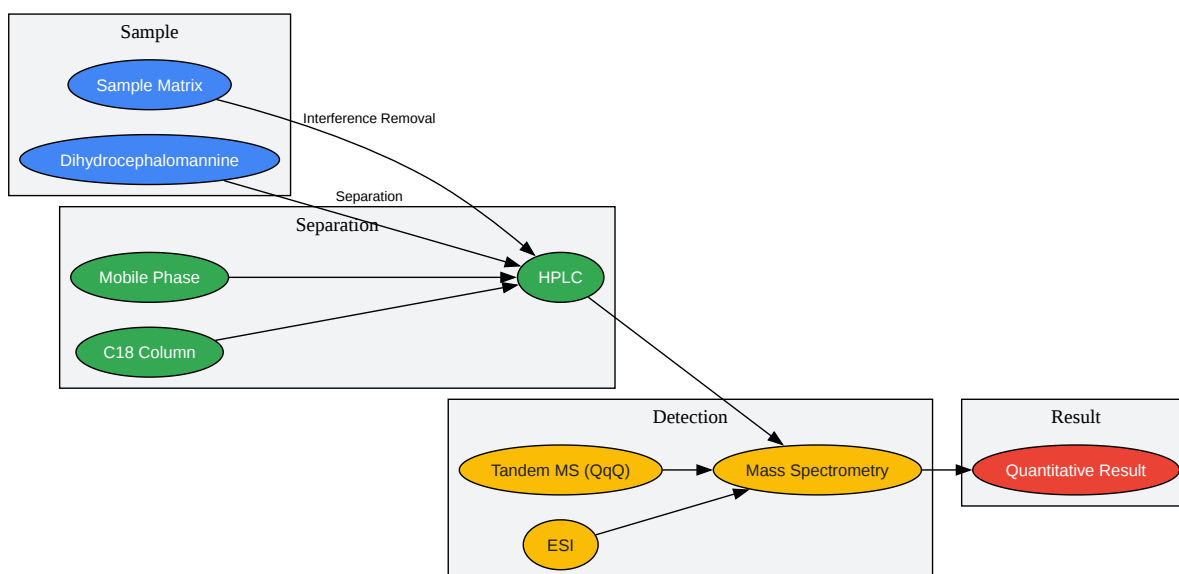 Sample
Sample Matrix
Interference Removal
Dihydrocephalomannine
Separation
Separation
Mobile Phase
HPLC
C18 Column
Detection
Result
Tandem MS (QqQ)
Mass Spectrometry
Quantitative Result
ESI